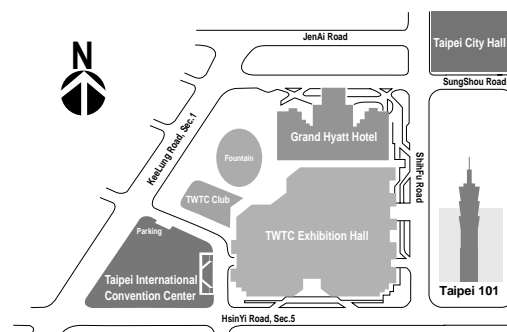 JenAi Road
Taipei City Hall
N
SungShou Road
KeeLung Road, Sec.1
Grand Hyatt Hotel
Fountain
ShihFu Road
TWTC Club
Parking
TWTC Exhibition Hall
Taipei International
Convention Center
Taipei 101
HsinYi Road, Sec.5